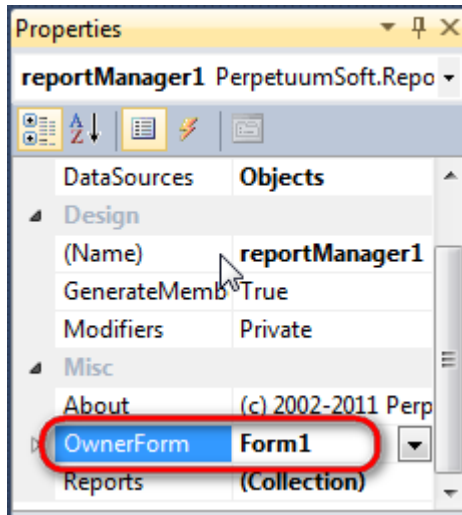 Properties
reportManager1 PerpetuumSoft.Repo
DataSources Objects
Design
(Name) reportManager1
GenerateMemb True
Modifiers Private
Misc
About (c) 2002-2011 Perp
OwnerForm Form1
Reports (Collection)